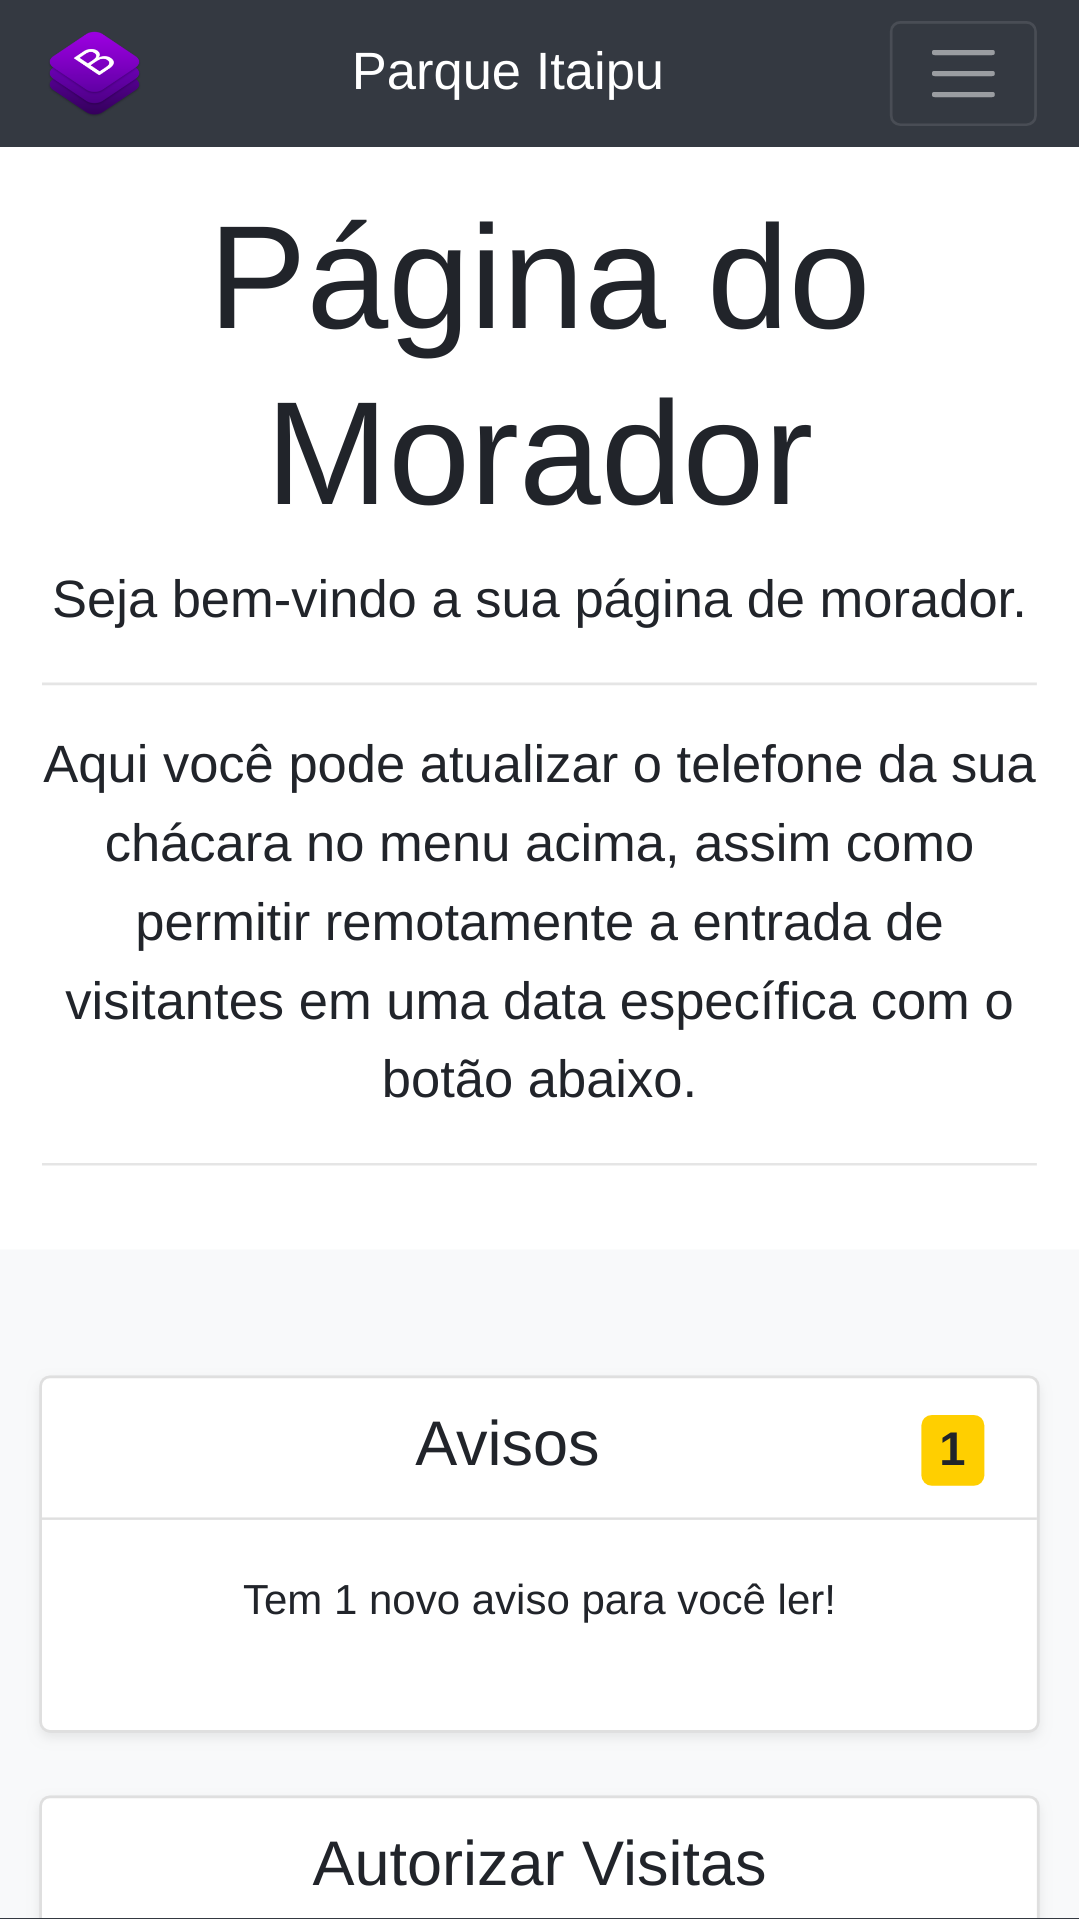 B
Parque Itaipu
Página do
Morador
Seja bem-vindo a sua página de morador.
Aqui você pode atualizar o telefone da sua
chácara no menu acima, assim como
permitir remotamente a entrada de
visitantes em uma data específica com o
botão abaixo.
Avisos 1
Tem 1 novo aviso para você ler!
Autorizar Visitas